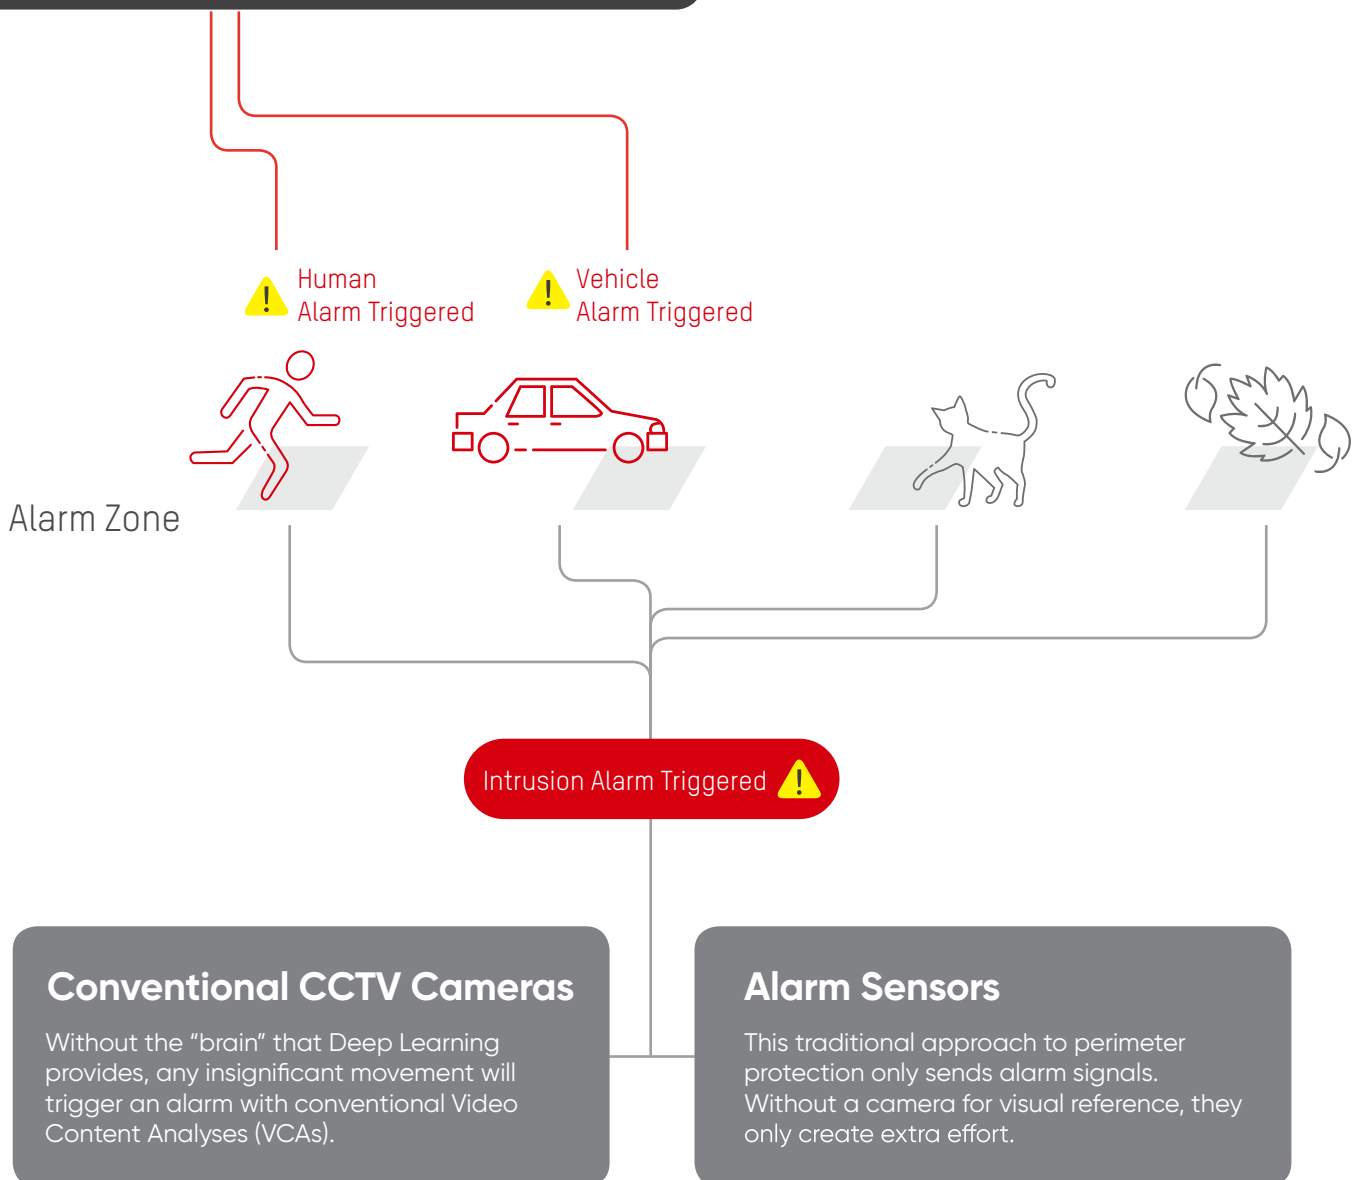 Human
Alarm Triggered
Vehicle
Alarm Triggered
Alarm Zone
Intrusion Alarm Triggered
Conventional CCTV Cameras
Without the “brain” that Deep Learning
provides, any insignificant movement will
trigger an alarm with conventional Video
Content Analyses (VCAs).
Alarm Sensors
This traditional approach to perimeter
protection only sends alarm signals.
Without a camera for visual reference, they
only create extra effort.